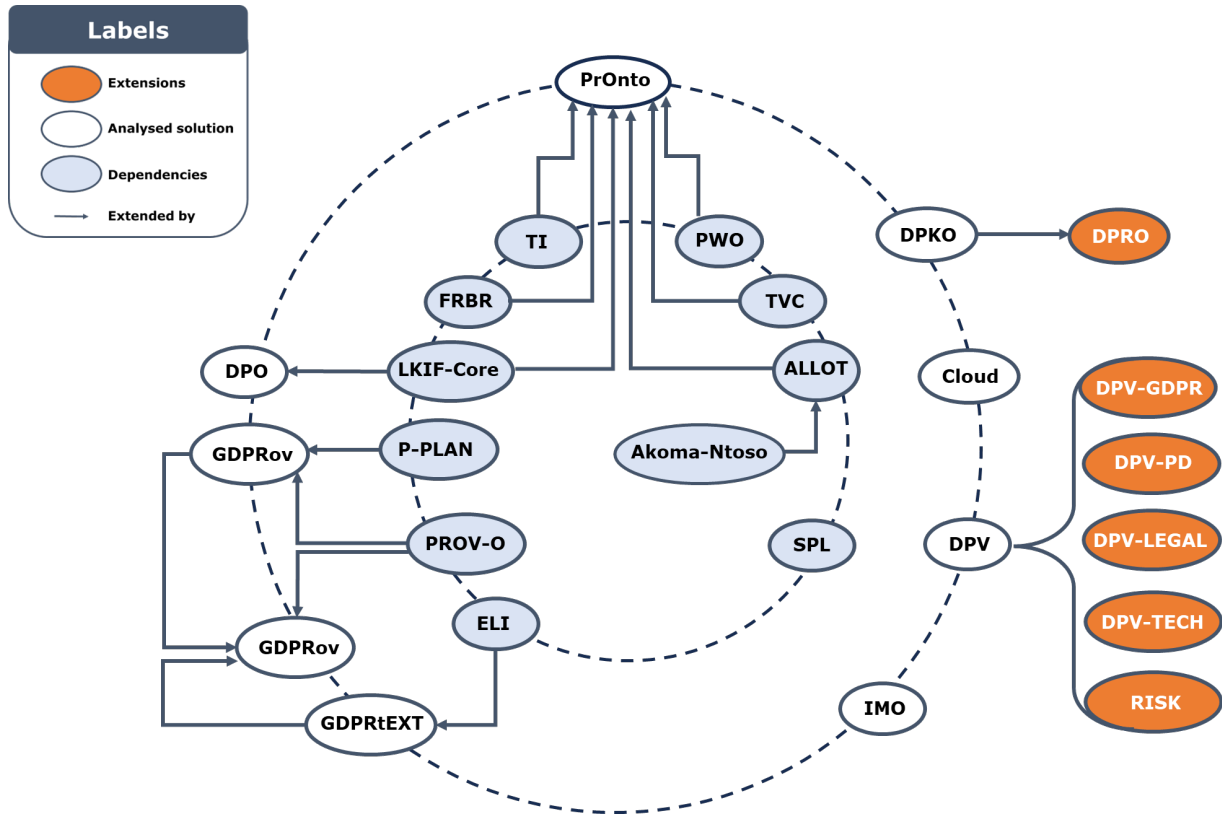 Labels
Extensions
Analysed solution
Dependencies
Extended by
PrOnto
TI
PWO
DPKO
DPRO
FRBR
TVC
DPO
LKIF-Core
ALLOT
Cloud
DPV-GDPR
GDPRov
P-PLAN
Akoma-Ntoso
DPV-PD
PROV-O
SPL
DPV
DPV-LEGAL
ELI
DPV-TECH
GDPRov
GDPRtEXT
IMO
RISK